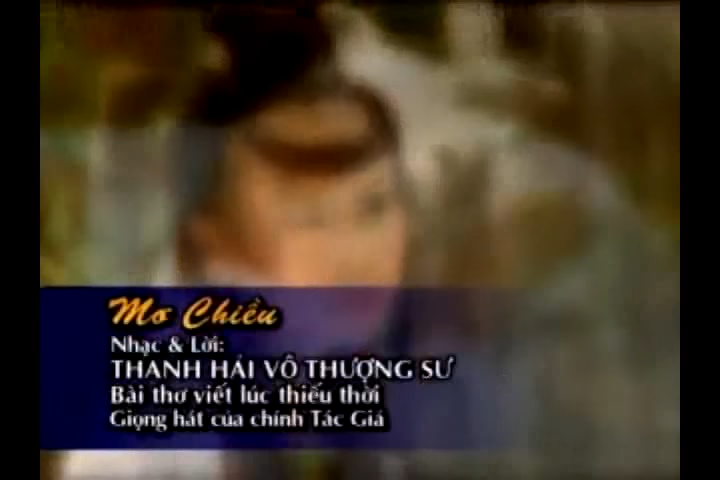 Mơ Chiều
Nhạc & Lời:
THANH HẢI VÔ THƯỢNG SƯ
Bài thơ viết lúc thiếu thời
Giọng hát của chính Tác Giả